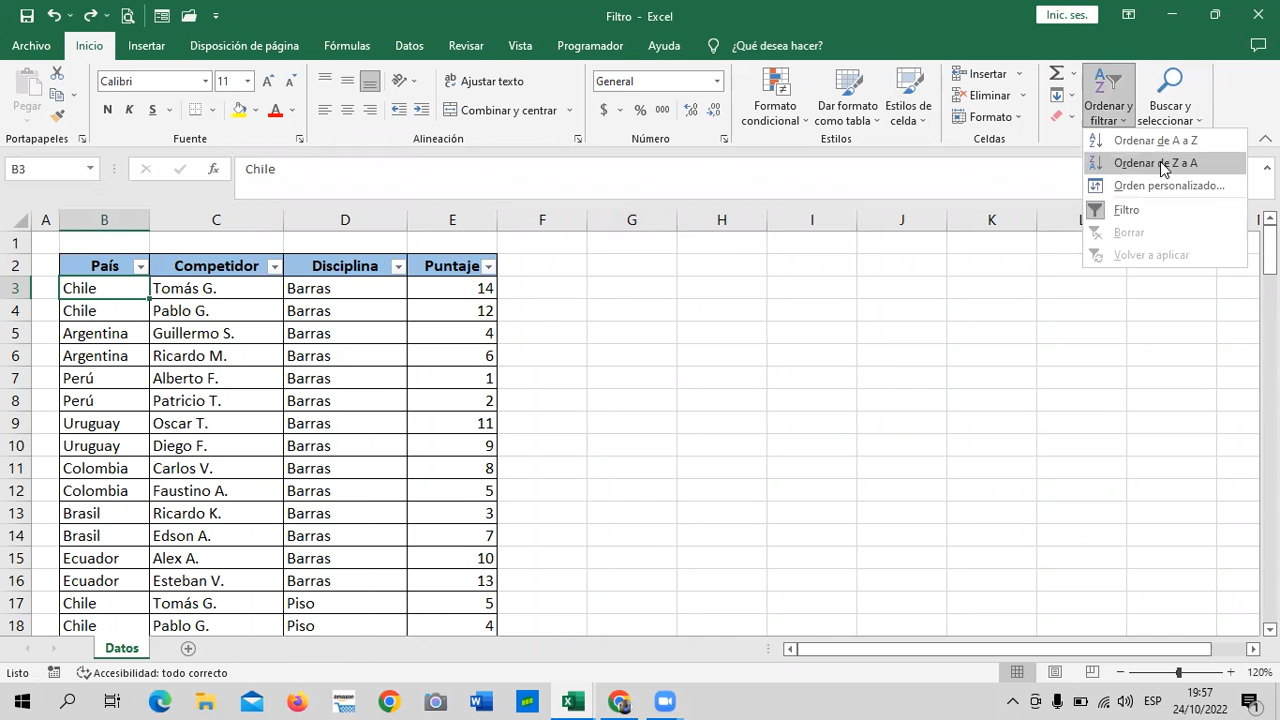 Filtro - Excel
Inic. ses.
Archivo Inicio Insertar Disposición de página Fórmulas Datos Revisar Vista Programador Ayuda ¿Qué desea hacer?
Pegar
Calibri 11
N K S
Ajustar texto
Combinar y centrar
General
$ % 000
Formato condicional
Dar formato como tabla
Estilos de celda
Insertar
Eliminar
Formato
Ordenar y filtrar
Buscar y seleccionar
Portapapeles Fuente Alineación Número Estilos Celdas
Ordenar de A a Z
Ordenar de Z a A
Orden personalizado...
Filtro
Borrar
Volver a aplicar
B3 fx Chile
A B C D E F G H I J K
1
2 País Competidor Disciplina Puntaje
3 Chile Tomás G. Barras 14
4 Chile Pablo G. Barras 12
5 Argentina Guillermo S. Barras 4
6 Argentina Ricardo M. Barras 6
7 Perú Alberto F. Barras 1
8 Perú Patricio T. Barras 2
9 Uruguay Oscar T. Barras 11
10 Uruguay Diego F. Barras 9
11 Colombia Carlos V. Barras 8
12 Colombia Faustino A. Barras 5
13 Brasil Ricardo K. Barras 3
14 Brasil Edson A. Barras 7
15 Ecuador Alex A. Barras 10
16 Ecuador Esteban V. Barras 13
17 Chile Tomás G. Piso 5
18 Chile Pablo G. Piso 4
Datos
Listo Accesibilidad: todo correcto 120%
ESP
19:57
24/10/2022